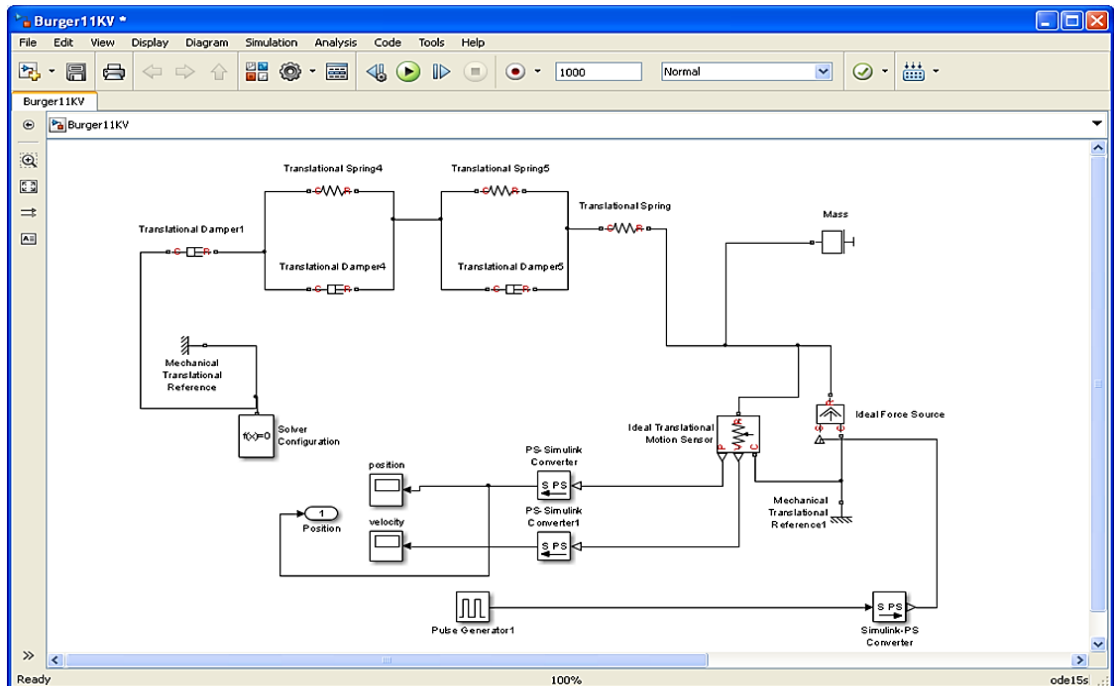 Burger11KV *
File Edit View Display Diagram Simulation Analysis Code Tools Help
1000 Normal
Burger11KV
Burger11KV
Translational Spring4
Translational Spring5
Translational Spring
Mass
Translational Damper1
C R
C R
C R
C R
Translational Damper4
Translational Damper5
C R
C R
Mechanical
Translational
Reference
Ideal Force Source
R
S C
Ideal Translational
Motion Sensor
R
P V C
f(x)=0
Solver
Configuration
position
PS-Simulink
Converter
S PS
Mechanical
Translational
Reference1
1
Position
velocity
PS-Simulink
Converter1
S PS
Pulse Generator1
S PS
Simulink-PS
Converter
Ready 100% ode15s